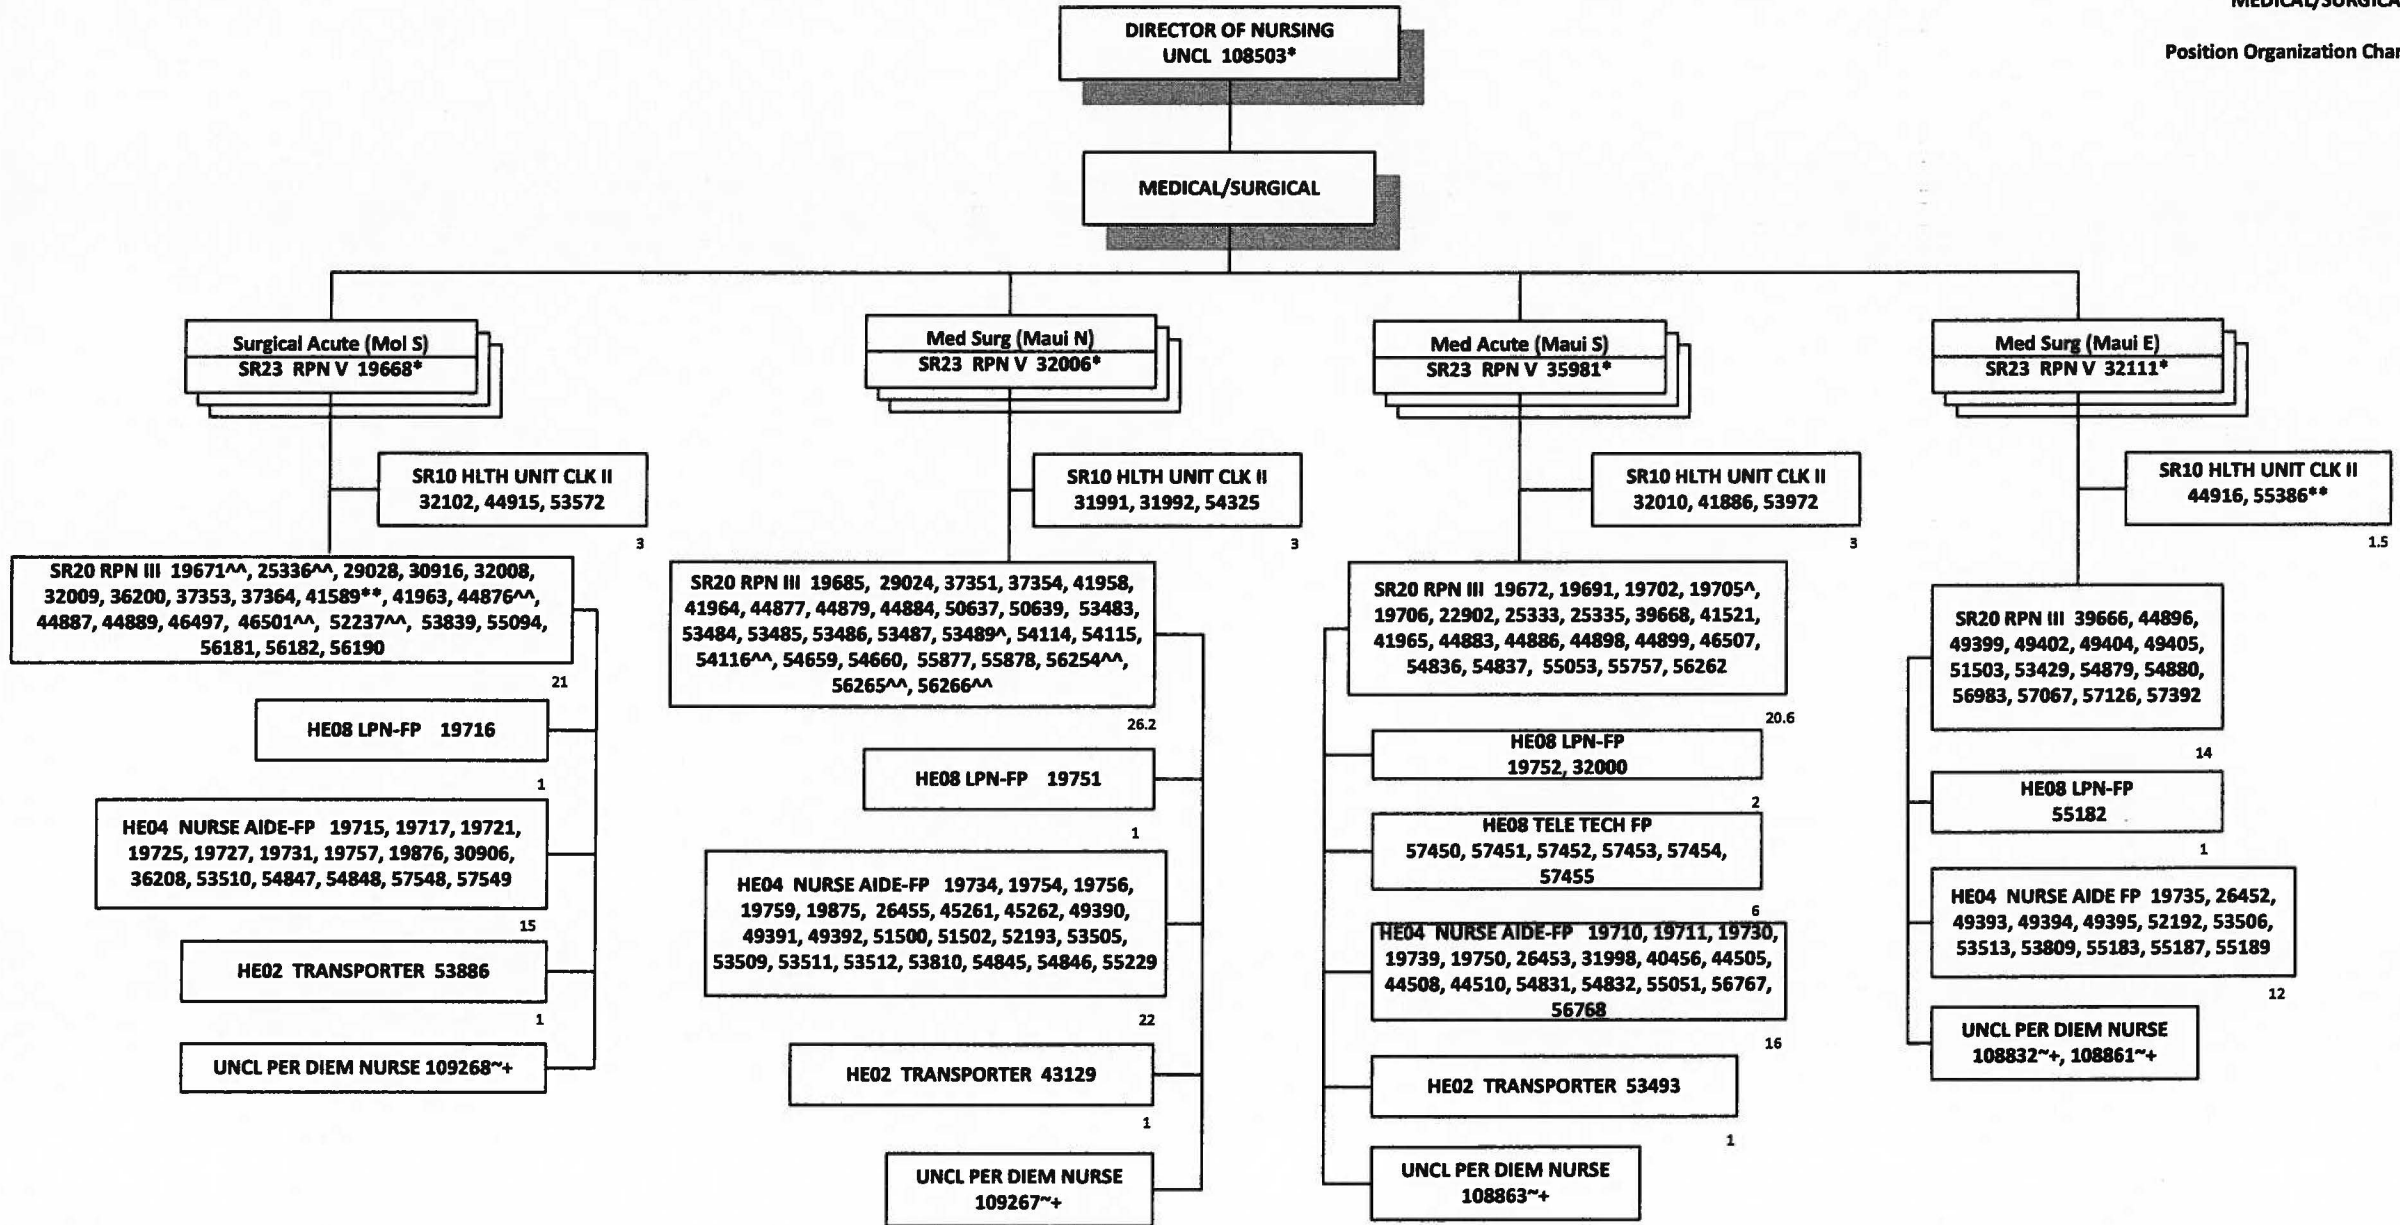 MEDICAL/SURGICA
Position Organization Char
DIRECTOR OF NURSING
UNCL 108503*
MEDICAL/SURGICAL
Surgical Acute (Mol S)
SR23 RPN V 19668*
SR10 HLTH UNIT CLK II
32102, 44915, 53572
3
SR20 RPN III 19671^^, 25336^^, 29028, 30916, 32008,
32009, 36200, 37353, 37364, 41589**, 41963, 44876^^,
44887, 44889, 46497, 46501^^, 52237^^, 53839, 55094,
56181, 56182, 56190
21
HE08 LPN-FP 19716
1
HE04 NURSE AIDE-FP 19715, 19717, 19721,
19725, 19727, 19731, 19757, 19876, 30906,
36208, 53510, 54847, 54848, 57548, 57549
15
HE02 TRANSPORTER 53886
1
UNCL PER DIEM NURSE 109268~+
Med Surg (Maui N)
SR23 RPN V 32006*
SR10 HLTH UNIT CLK II
31991, 31992, 54325
3
SR20 RPN III 19685, 29024, 37351, 37354, 41958,
41964, 44877, 44879, 44884, 50637, 50639, 53483,
53484, 53485, 53486, 53487, 53489^, 54114, 54115,
54116^^, 54659, 54660, 55877, 55878, 56254^^,
56265^^, 56266^^
26.2
HE08 LPN-FP 19751
1
HE04 NURSE AIDE-FP 19734, 19754, 19756,
19759, 19875, 26455, 45261, 45262, 49390,
49391, 49392, 51500, 51502, 52193, 53505,
53509, 53511, 53512, 53810, 54845, 54846, 55229
22
HE02 TRANSPORTER 43129
1
UNCL PER DIEM NURSE
109267~+
Med Acute (Maui S)
SR23 RPN V 35981*
SR10 HLTH UNIT CLK II
32010, 41886, 53972
3
SR20 RPN III 19672, 19691, 19702, 19705^,
19706, 22902, 25333, 25335, 39668, 41521,
41965, 44883, 44886, 44898, 44899, 46507,
54836, 54837, 55053, 55757, 56262
20.6
HE08 LPN-FP
19752, 32000
2
HE08 TELE TECH FP
57450, 57451, 57452, 57453, 57454,
57455
6
HE04 NURSE AIDE-FP 19710, 19711, 19730,
19739, 19750, 26453, 31998, 40456, 44505,
44508, 44510, 54831, 54832, 55051, 56767,
56768
16
HE02 TRANSPORTER 53493
1
UNCL PER DIEM NURSE
108863~+
Med Surg (Maui E)
SR23 RPN V 32111*
SR10 HLTH UNIT CLK II
44916, 55386**
1.5
SR20 RPN III 39666, 44896,
49399, 49402, 49404, 49405,
51503, 53429, 54879, 54880,
56983, 57067, 57126, 57392
14
HE08 LPN-FP
55182
1
HE04 NURSE AIDE FP 19735, 26452,
49393, 49394, 49395, 52192, 53506,
53513, 53809, 55183, 55187, 55189
12
UNCL PER DIEM NURSE
108832~+, 108861~+